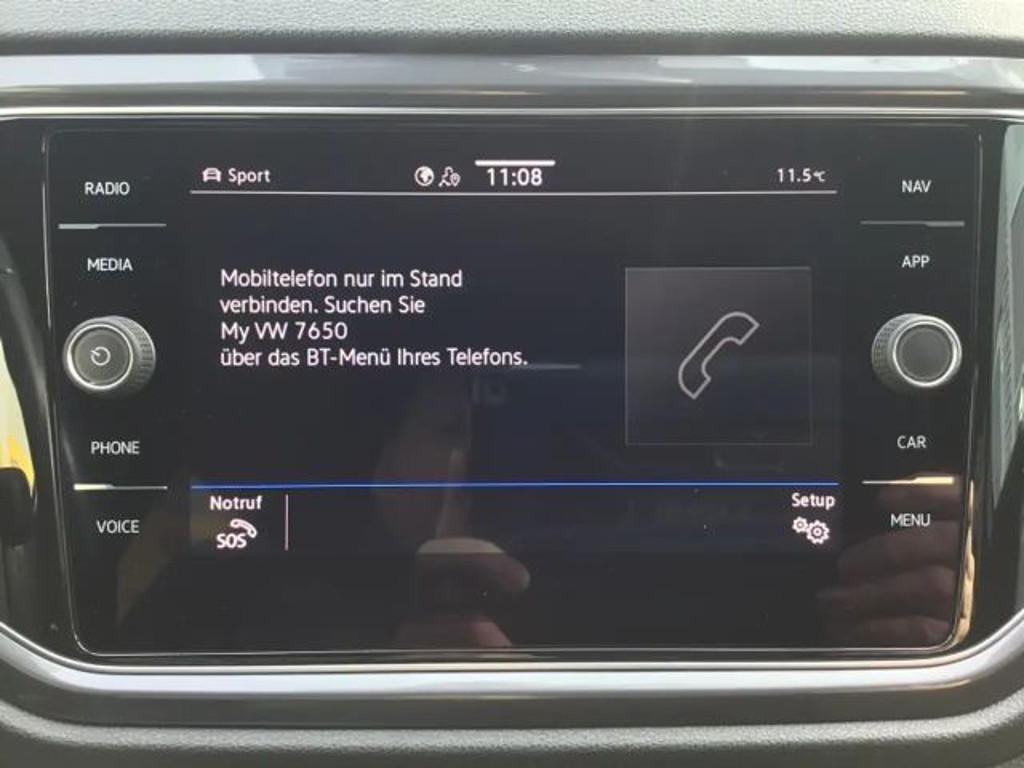 RADIO
MEDIA
PHONE
VOICE
Sport
11:08
11.5°C
Mobiltelefon nur im Stand
verbinden. Suchen Sie
My VW 7650
über das BT-Menü Ihres Telefons.
Notruf
SOS
Setup
NAV
APP
CAR
MENU